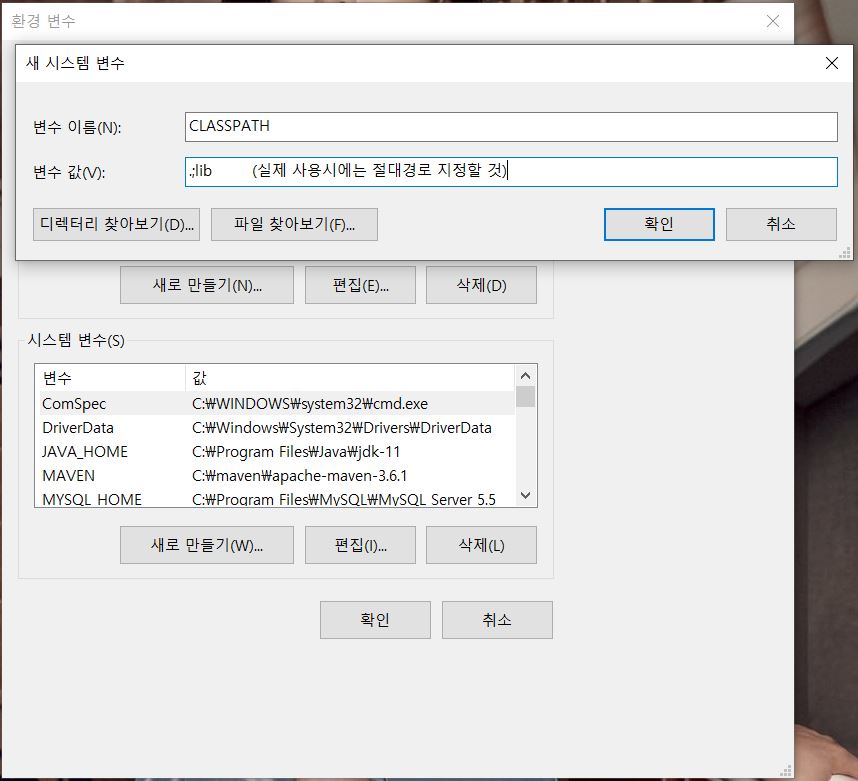 환경 변수
새 시스템 변수
변수 이름(N): CLASSPATH
변수 값(V): .;lib (실제 사용시에는 절대경로 지정할 것)
디렉터리 찾아보기(D)... 파일 찾아보기(F)... 확인 취소
새로 만들기(N)... 편집(E)... 삭제(D)
시스템 변수(S)
변수 값
ComSpec C:₩WINDOWS₩system32₩cmd.exe
DriverData C:₩Windows₩System32₩Drivers₩DriverData
JAVA_HOME C:₩Program Files₩Java₩jdk-11
MAVEN C:₩maven₩apache-maven-3.6.1
MYSQL_HOME C:₩Program Files₩MySQL₩MySQL Server 5.5
새로 만들기(W)... 편집(I)... 삭제(L)
확인 취소